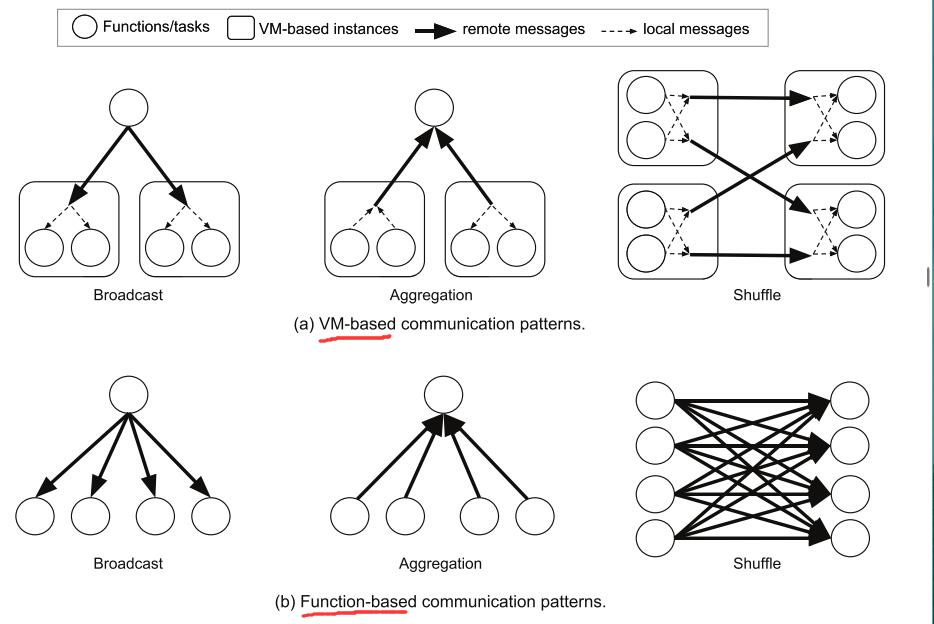 Functions/tasks VM-based instances remote messages local messages
Broadcast Aggregation Shuffle
(a) VM-based communication patterns.
Broadcast Aggregation Shuffle
(b) Function-based communication patterns.